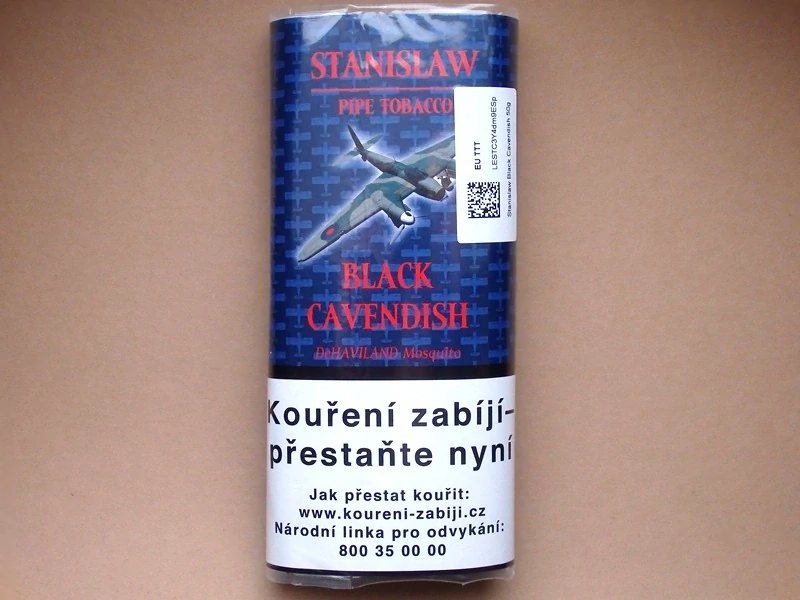 STANISLAW
PIPE TOBACCO
EU TTT
LESTC3Y4dm9ESp
Stanislaw Black Cavendish 50g
BLACK
CAVENDISH
DeHAVILAND Mosquito
Kouření zabíjí–
přestaňte nyní
Jak přestat kouřit:
www.koureni-zabiji.cz
Národní linka pro odvykání:
800 35 00 00